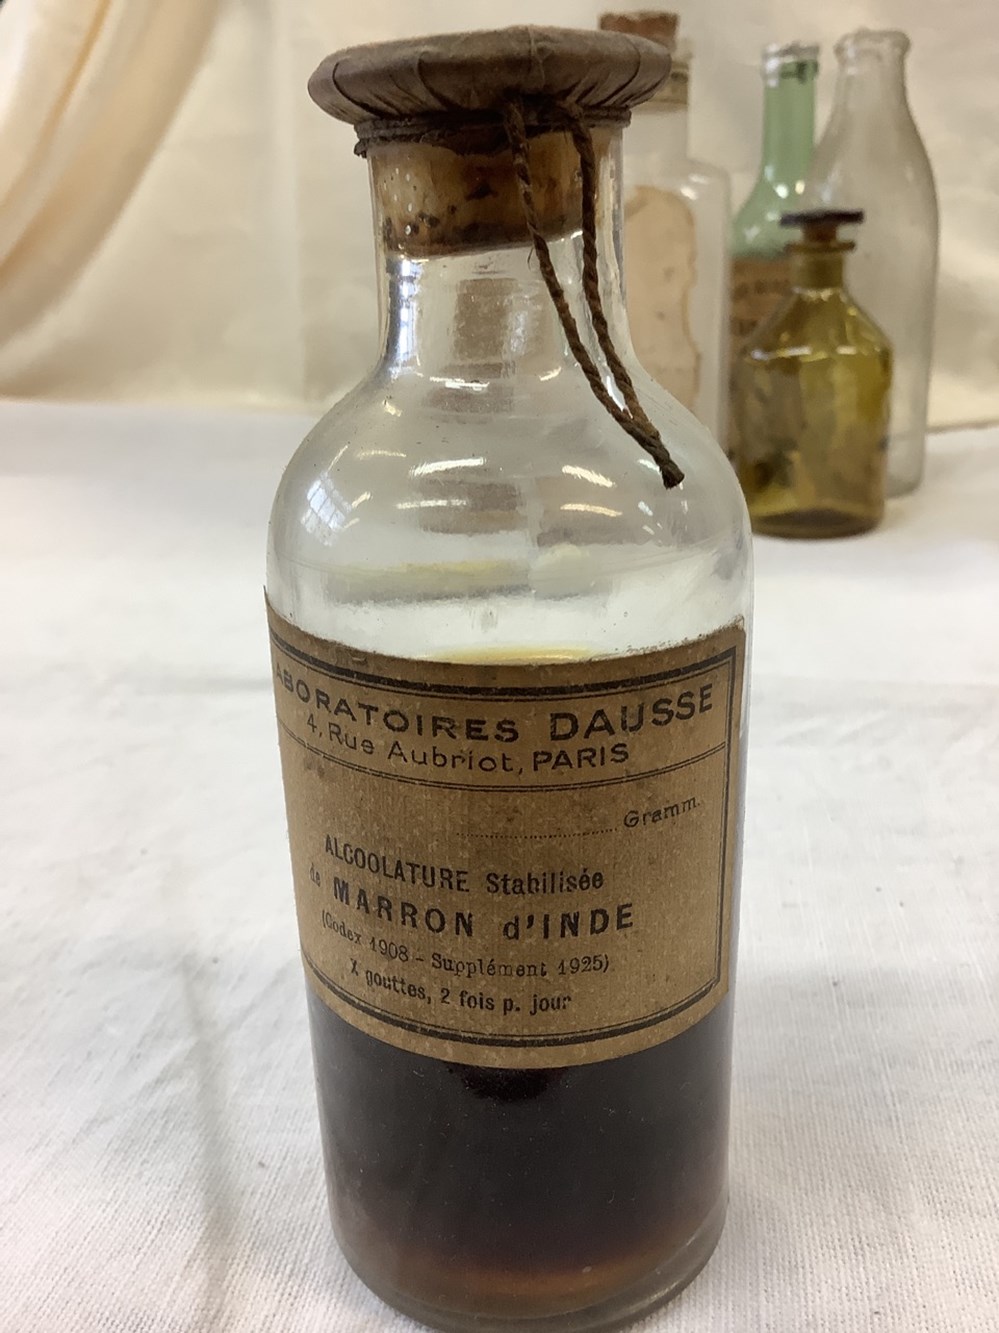 LABORATOIRES DAUSSE
4, Rue Aubriot, PARIS
Gramm.
ALCOOLATURE Stabilisée
de MARRON d'INDE
(Codex 1908 - Supplément 1925)
X gouttes, 2 fois p. jour